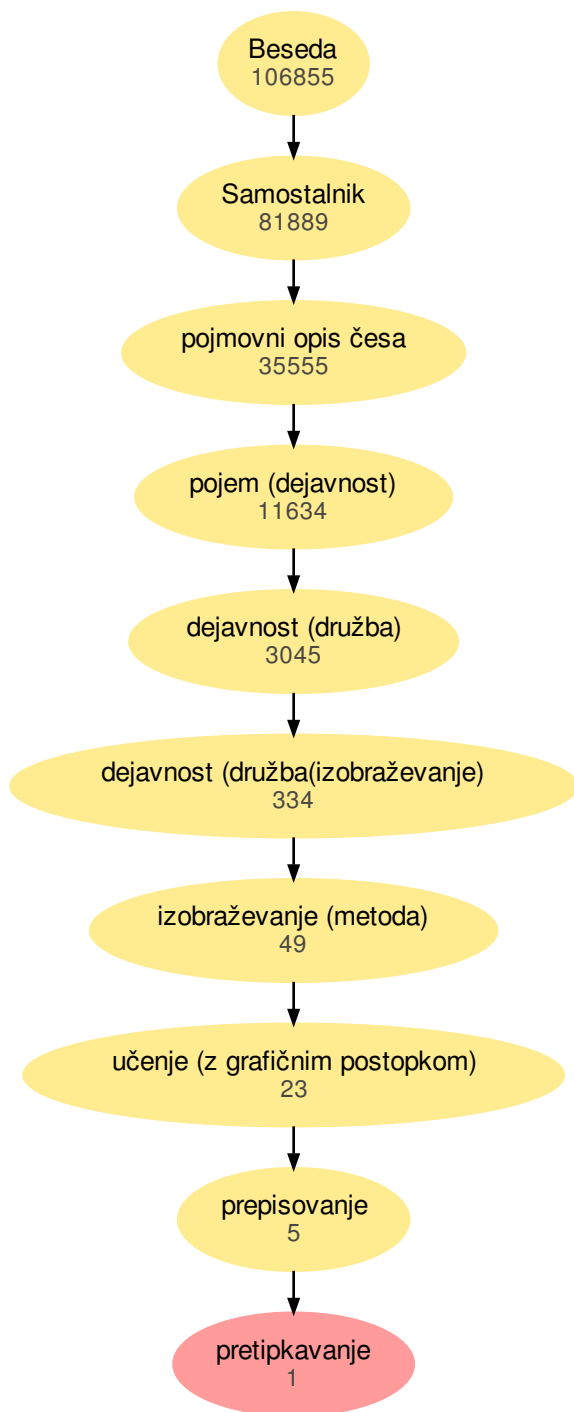 Beseda
106855
Samostalnik
81889
pojmovni opis česa
35555
pojem (dejavnost)
11634
dejavnost (družba)
3045
dejavnost (družba(izobraževanje)
334
izobraževanje (metoda)
49
učenje (z grafičnim postopkom)
23
prepisovanje
5
pretipkavanje
1